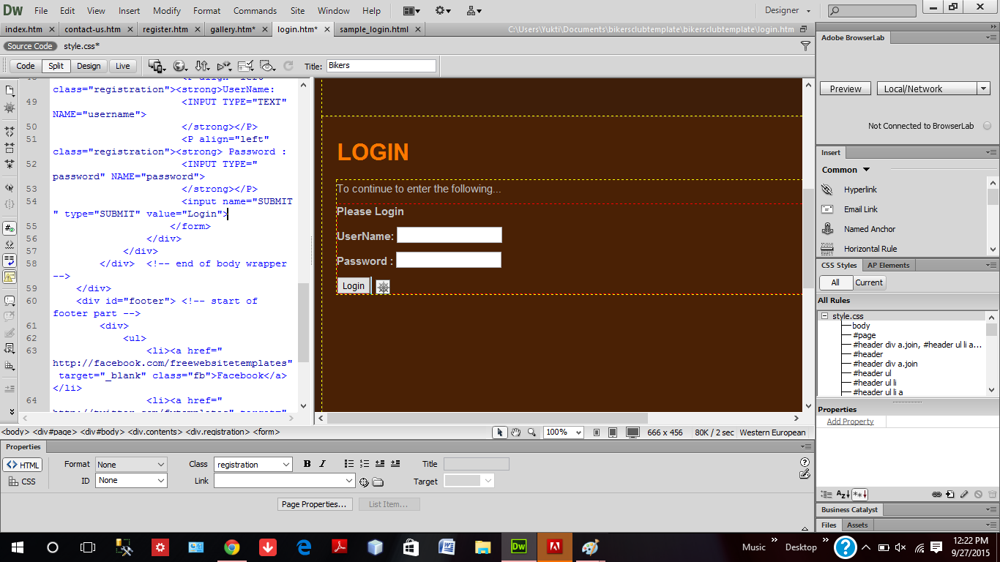 Dw File Edit View Insert Modify Format Commands Site Window Help Designer
index.htm contact-us.htm register.htm gallery.htm* login.htm* sample_login.html C:\Users\Yukti\Documents\bikersclubtemplate\bikersclubtemplate\login.htm
Source Code style.css*
Code Split Design Live Title: Bikers
class="registration"><strong>UserName:
49 <INPUT TYPE="TEXT"
NAME="username">
50 </strong></P>
51 <P align="left"
class="registration"><strong> Password :
52 <INPUT TYPE="
password" NAME="password">
53 </strong></P>
54 <input name="SUBMIT
" type="SUBMIT" value="Login">
55 </form>
56 </div>
57 </div>
58 </div> <!-- end of body wrapper
-->
59 </div>
60 <div id="footer"> <!-- start of
footer part -->
61 <div>
62 <ul>
63 <li><a href="
http://facebook.com/freewebsitetemplates"
target="_blank" class="fb">Facebook</a>
</li>
64 <li><a href="
LOGIN
To continue to enter the following...
Please Login
UserName:
Password :
Login
<body> <div#page> <div#body> <div.contents> <div.registration> <form> 100% 666 x 456 80K / 2 sec Western European
Properties
HTML Format None Class registration B I Title
CSS ID None Link Target
Page Properties... List Item...
Adobe BrowserLab
Preview Local/Network
Not Connected to BrowserLab
Insert
Common
Hyperlink
Email Link
Named Anchor
Horizontal Rule
CSS Styles AP Elements
All Current
All Rules
style.css
body
#page
#header div a.join, #header ul li a...
#header
#header div a.join
#header ul
#header ul li
#header ul li a
Properties
Add Property
Business Catalyst
Files Assets
Music Desktop 12:22 PM
9/27/2015